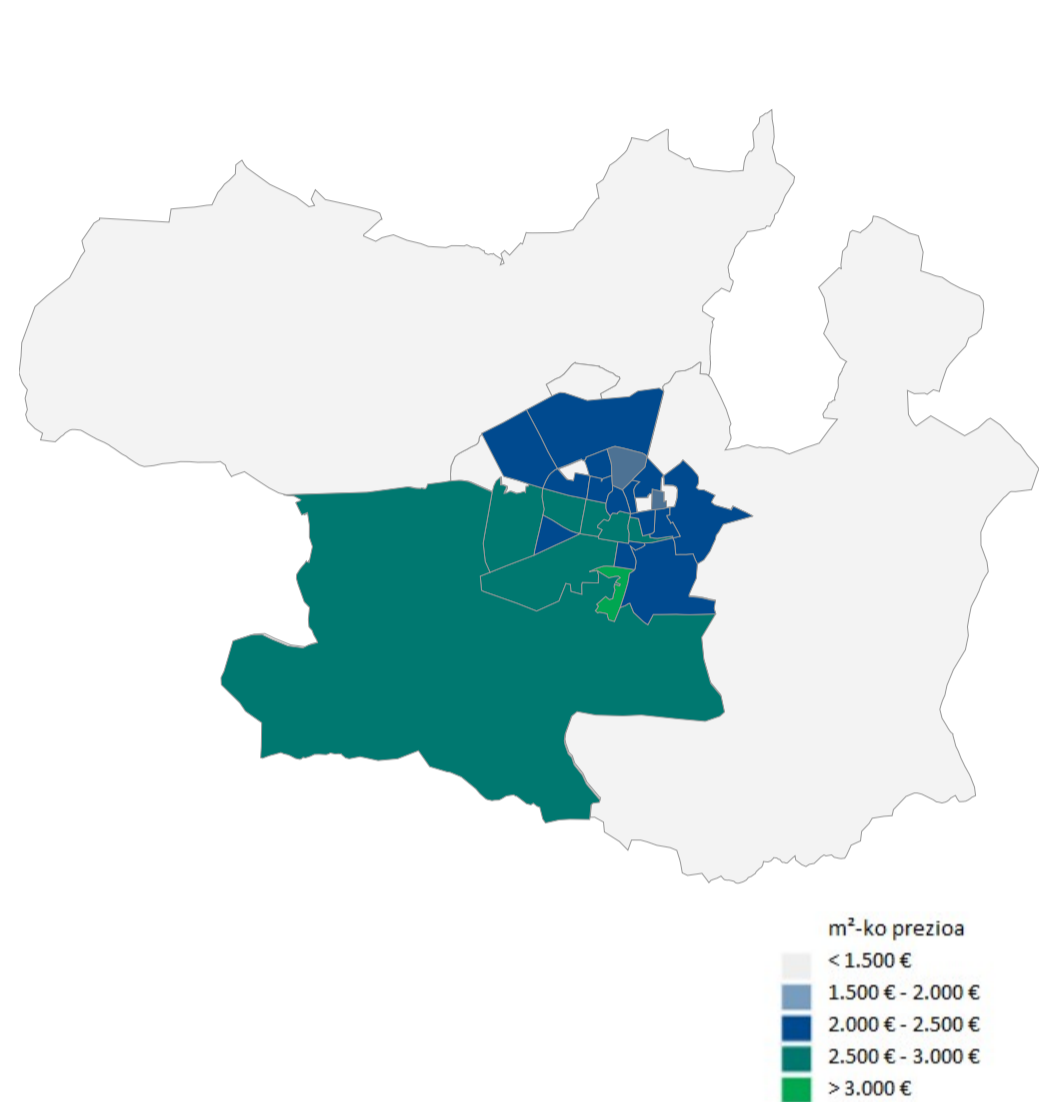 m²-ko prezioa
< 1.500 €
1.500 € - 2.000 €
2.000 € - 2.500 €
2.500 € - 3.000 €
> 3.000 €